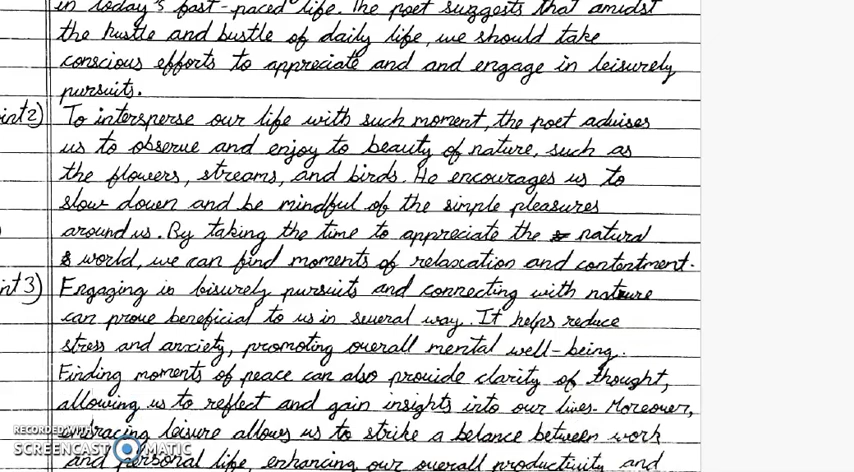 in today's fast-paced life. The poet suggests that amidst
the hustle and bustle of daily life, we should take
conscious efforts to appreciate and and engage in leisurely
pursuits.
int2) To intersperse our life with such moment, the poet advises
us to observe and enjoy to beauty of nature, such as
the flowers, streams, and birds. He encourages us to
slow down and be mindful of the simple pleasures
around us. By taking the time to appreciate the natural
world, we can find moments of relaxation and contentment.
int3) Engaging in leisurely pursuits and connecting with nature
can prove beneficial to us in several way. It helps reduce
stress and anxiety, promoting overall mental well-being.
Finding moments of peace can also provide clarity of thought,
allowing us to reflect and gain insights into our lives. Moreover,
embracing leisure allows us to strike a belance between work
and personal life, enhancing our overall productivity and
RECORDED WITH
SCREENCAST-O-MATIC